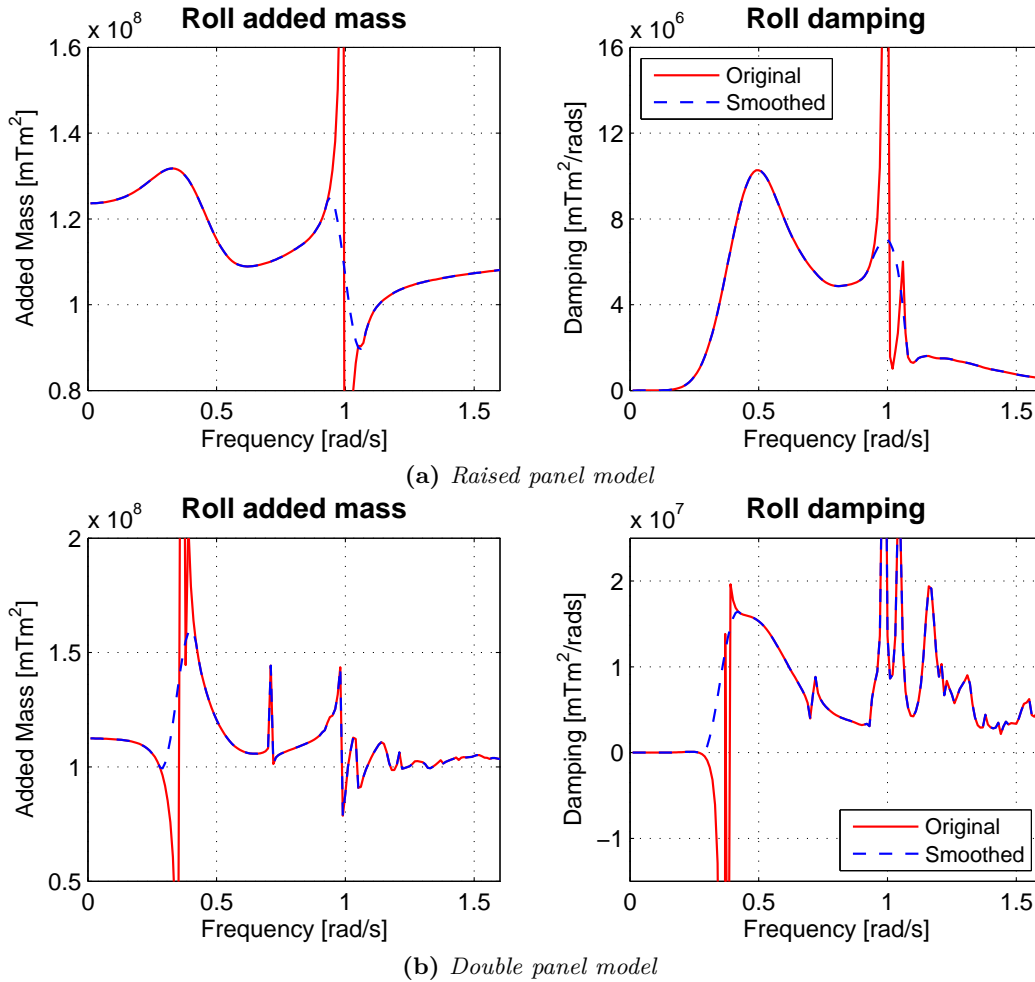 Roll added mass
x 10^8
1.6
1.4
1.2
1
0.8
Added Mass [mTm^2]
0 0.5 1 1.5
Frequency [rad/s]
Roll damping
x 10^6
16
12
8
4
0
Damping [mTm^2/rads]
Original
Smoothed
0 0.5 1 1.5
Frequency [rad/s]
(a) Raised panel model
Roll added mass
x 10^8
2
1.5
1
0.5
Added Mass [mTm^2]
0 0.5 1 1.5
Frequency [rad/s]
Roll damping
x 10^7
2
1
0
−1
Damping [mTm^2/rads]
Original
Smoothed
0 0.5 1 1.5
Frequency [rad/s]
(b) Double panel model